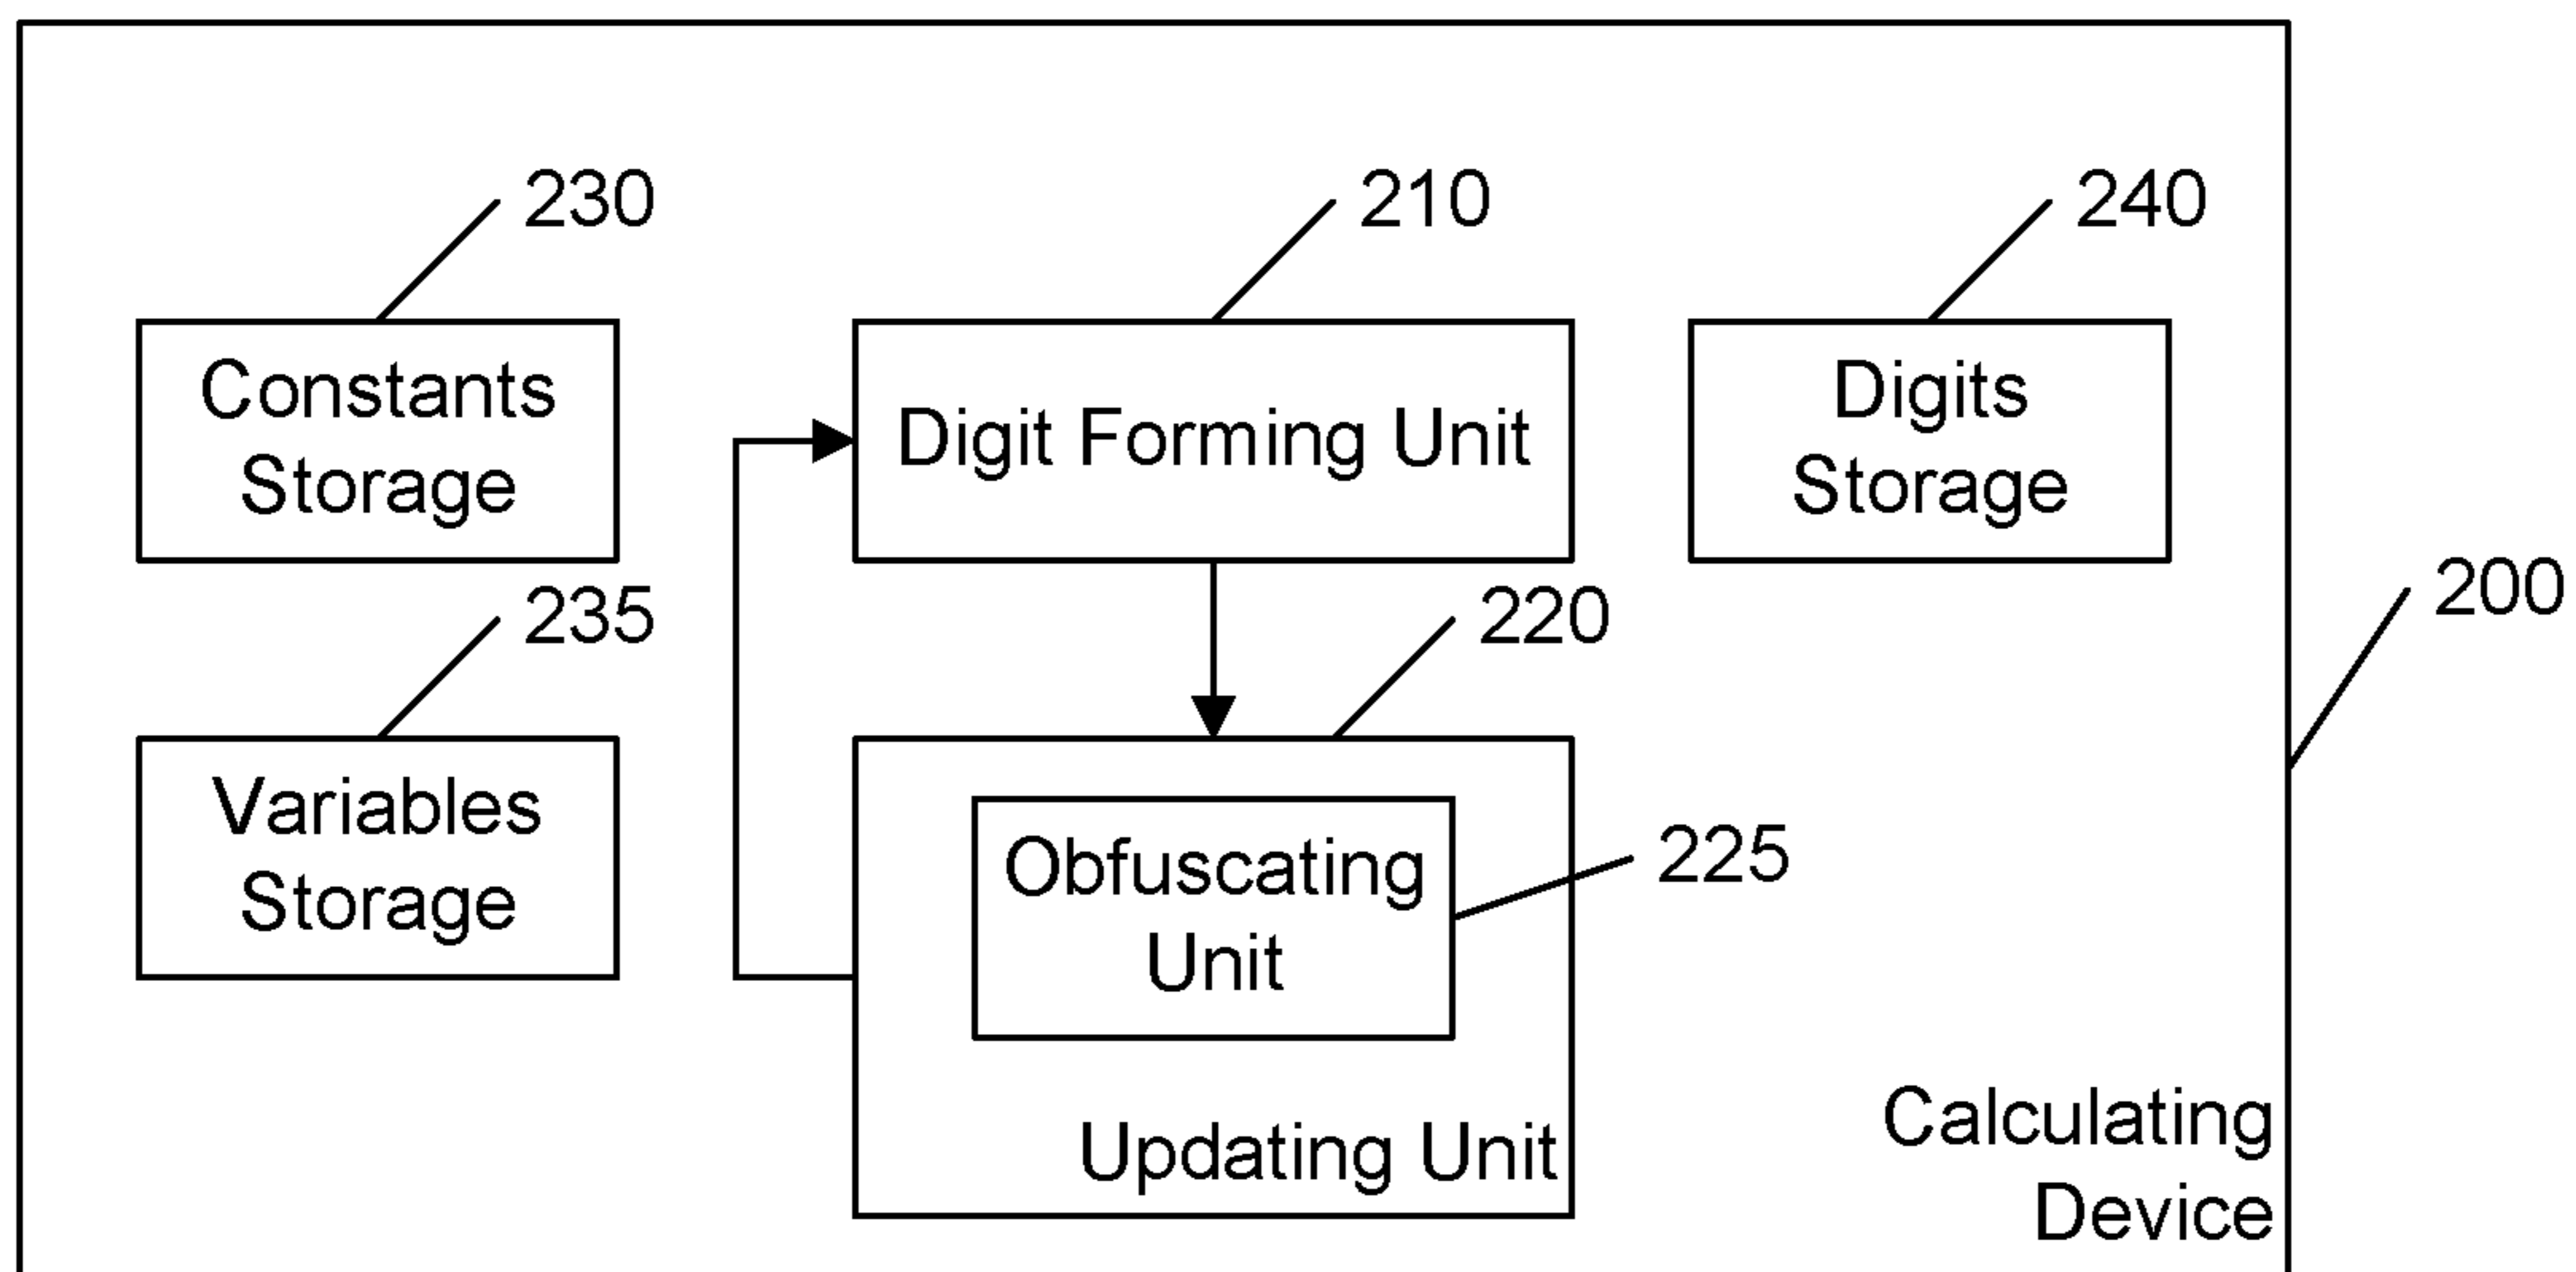 230
210
240
Constants
Storage
Digit Forming Unit
Digits
Storage
235
220
200
Variables
Storage
Obfuscating
Unit
225
Updating Unit
Calculating
Device